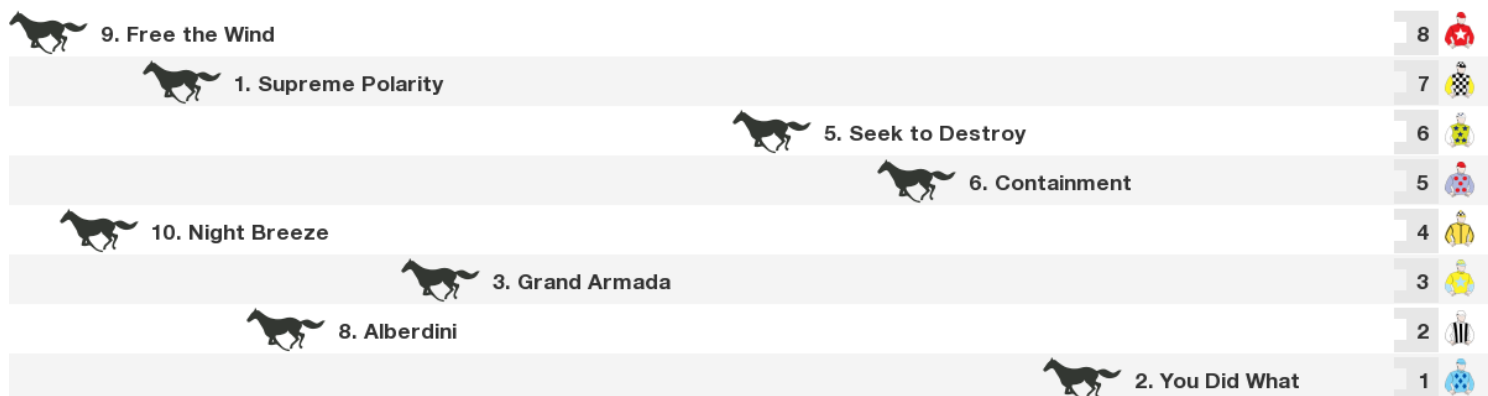 9. Free the Wind 8
1. Supreme Polarity 7
5. Seek to Destroy 6
6. Containment 5
10. Night Breeze 4
3. Grand Armada 3
8. Alberdini 2
2. You Did What 1